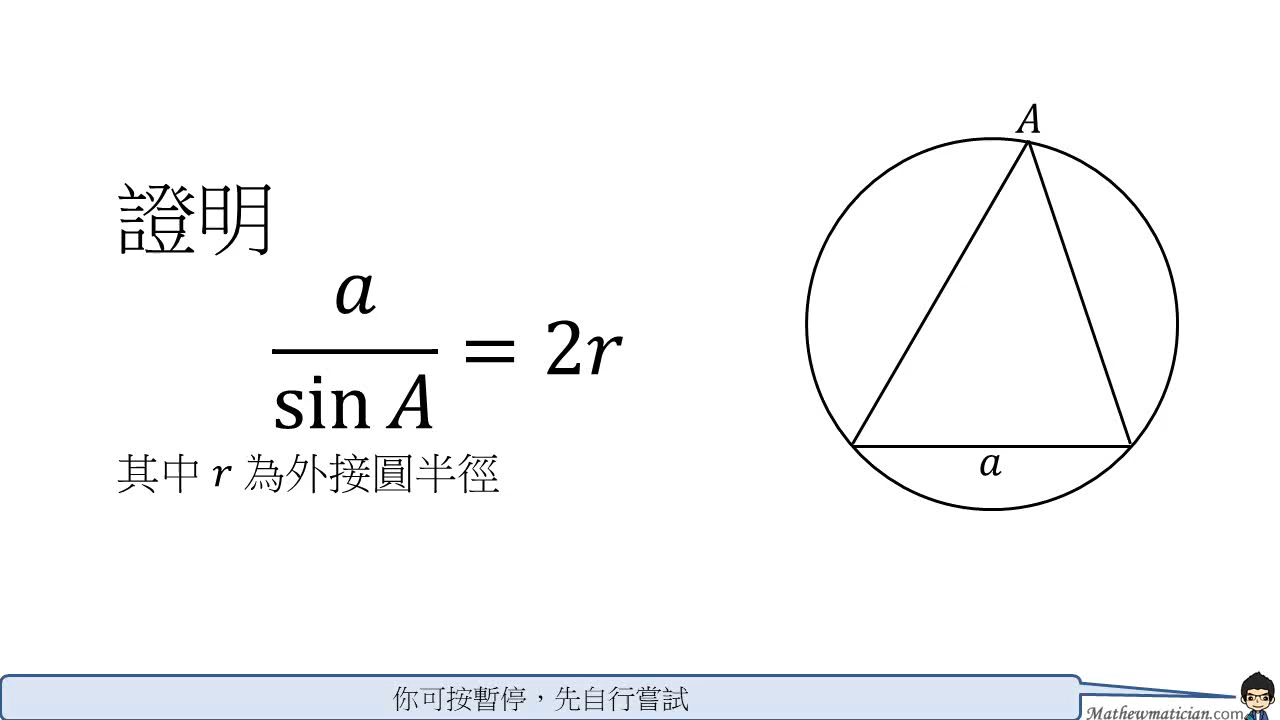 證明
a
sin A
= 2r
其中 r 為外接圓半徑
A
a
你可按暫停，先自行嘗試
Mathewmatician.com